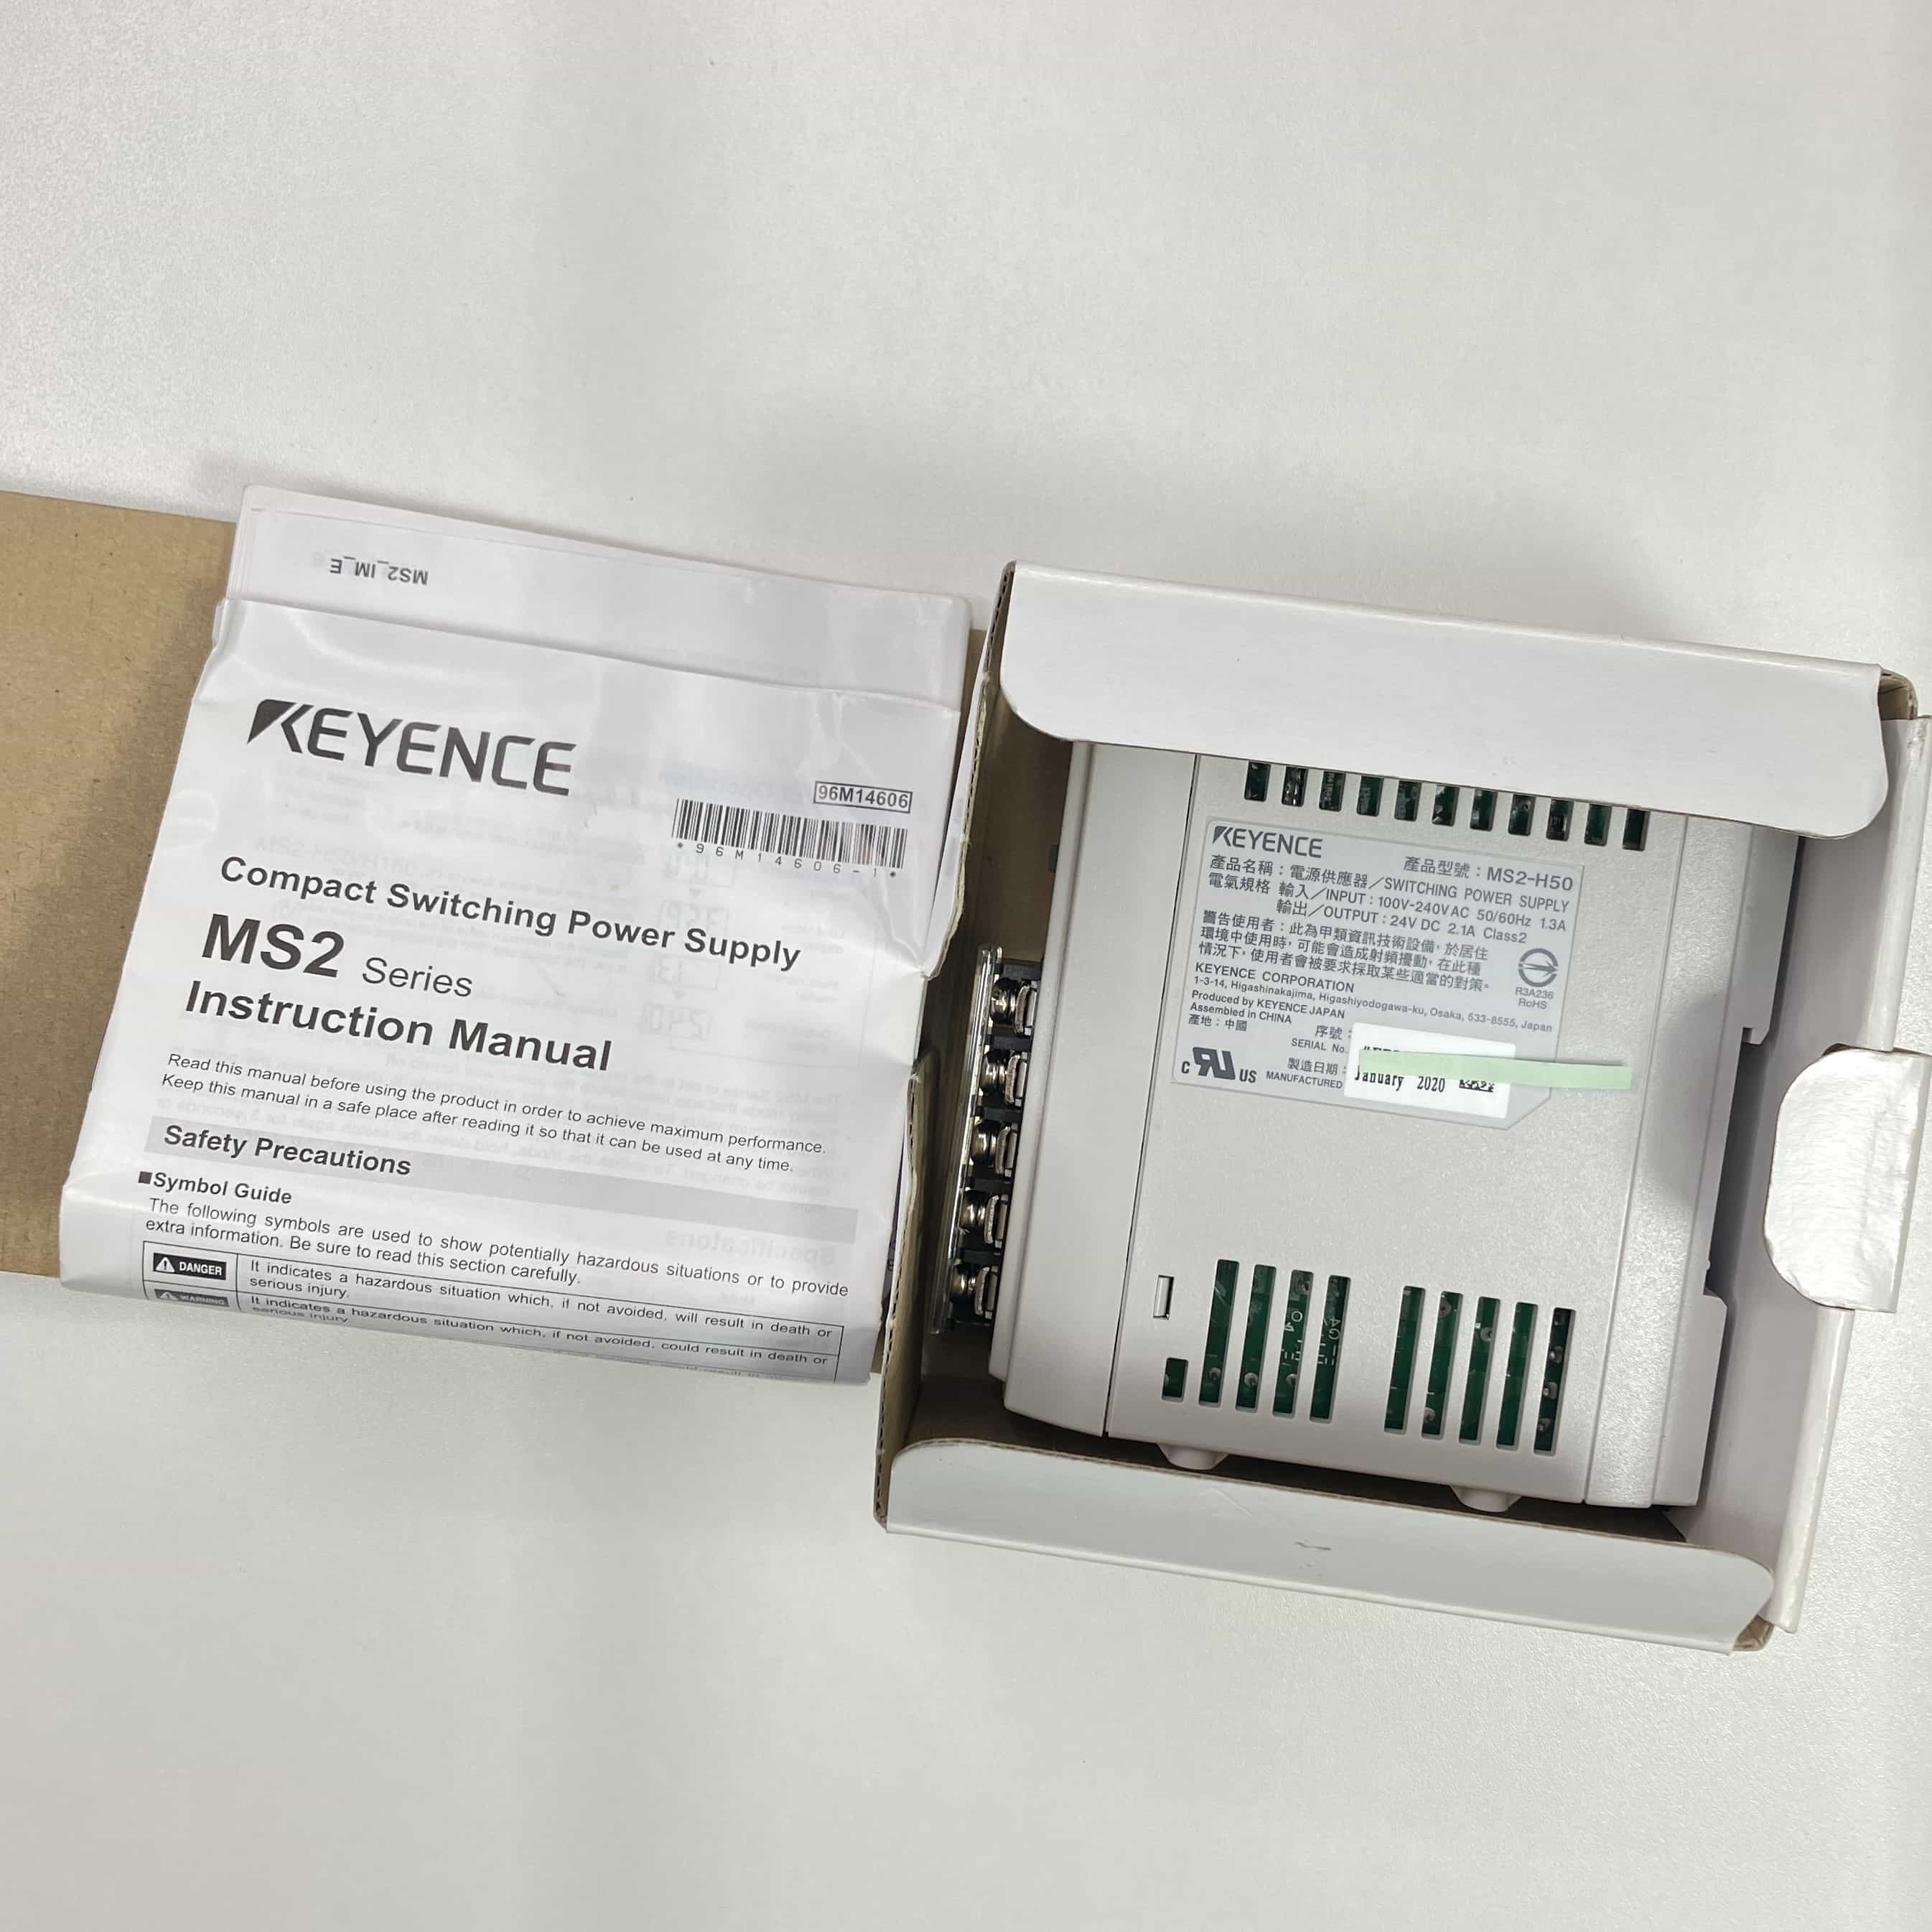 MS2_IM_E
KEYENCE
96M14606
*96M14606-1*
Compact Switching Power Supply
MS2 Series
Instruction Manual
Read this manual before using the product in order to achieve maximum performance.
Keep this manual in a safe place after reading it so that it can be used at any time.
Safety Precautions
■Symbol Guide
The following symbols are used to show potentially hazardous situations or to provide
extra information. Be sure to read this section carefully.
DANGER
It indicates a hazardous situation which, if not avoided, will result in death or
serious injury.
WARNING
It indicates a hazardous situation which, if not avoided, could result in death or
serious injury.
KEYENCE
產品型號：MS2-H50
產品名稱：電源供應器／SWITCHING POWER SUPPLY
電氣規格 輸入／INPUT：100V-240VAC 50/60Hz 1.3A
輸出／OUTPUT：24V DC 2.1A Class2
警告使用者：此為甲類資訊技術設備，於居住
環境中使用時，可能會造成射頻擾動，在此種
情況下，使用者會被要求採取某些適當的對策。
R3A236
RoHS
KEYENCE CORPORATION
1-3-14, Higashinakajima, Higashiyodogawa-ku, Osaka, 533-8555, Japan
Produced by KEYENCE JAPAN
Assembled in CHINA
產地：中國
序號：
SERIAL No.
製造日期：
MANUFACTURED
January 2020
c RU US